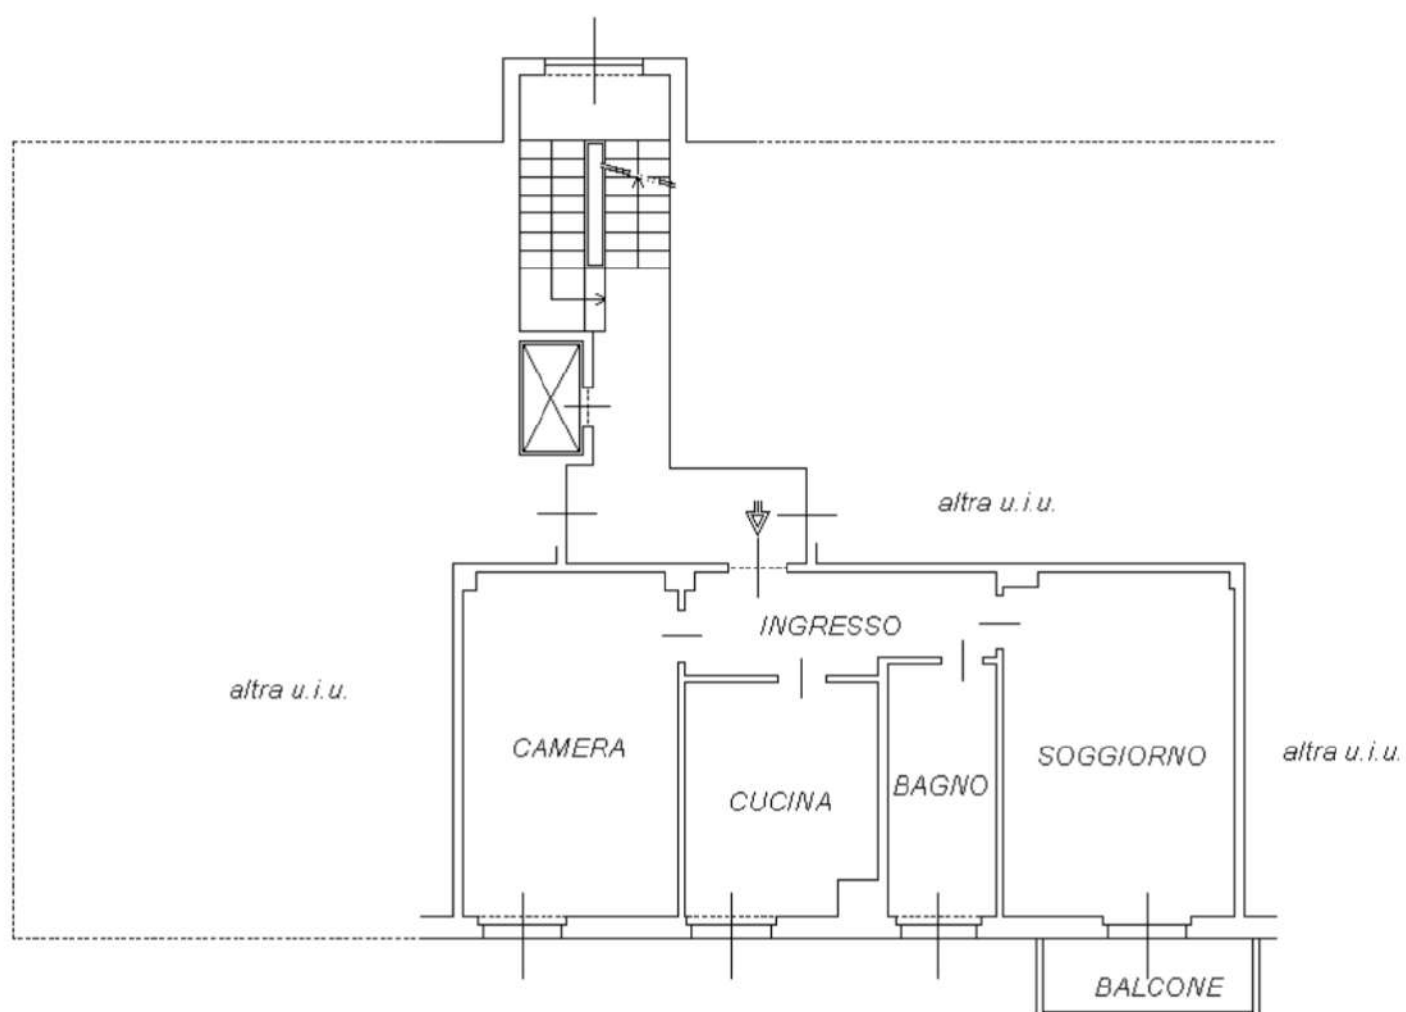 altra u.i.u.
INGRESSO
altra u.i.u.
CAMERA
SOGGIORNO
altra u.i.u.
BAGNO
CUCINA
BALCONE